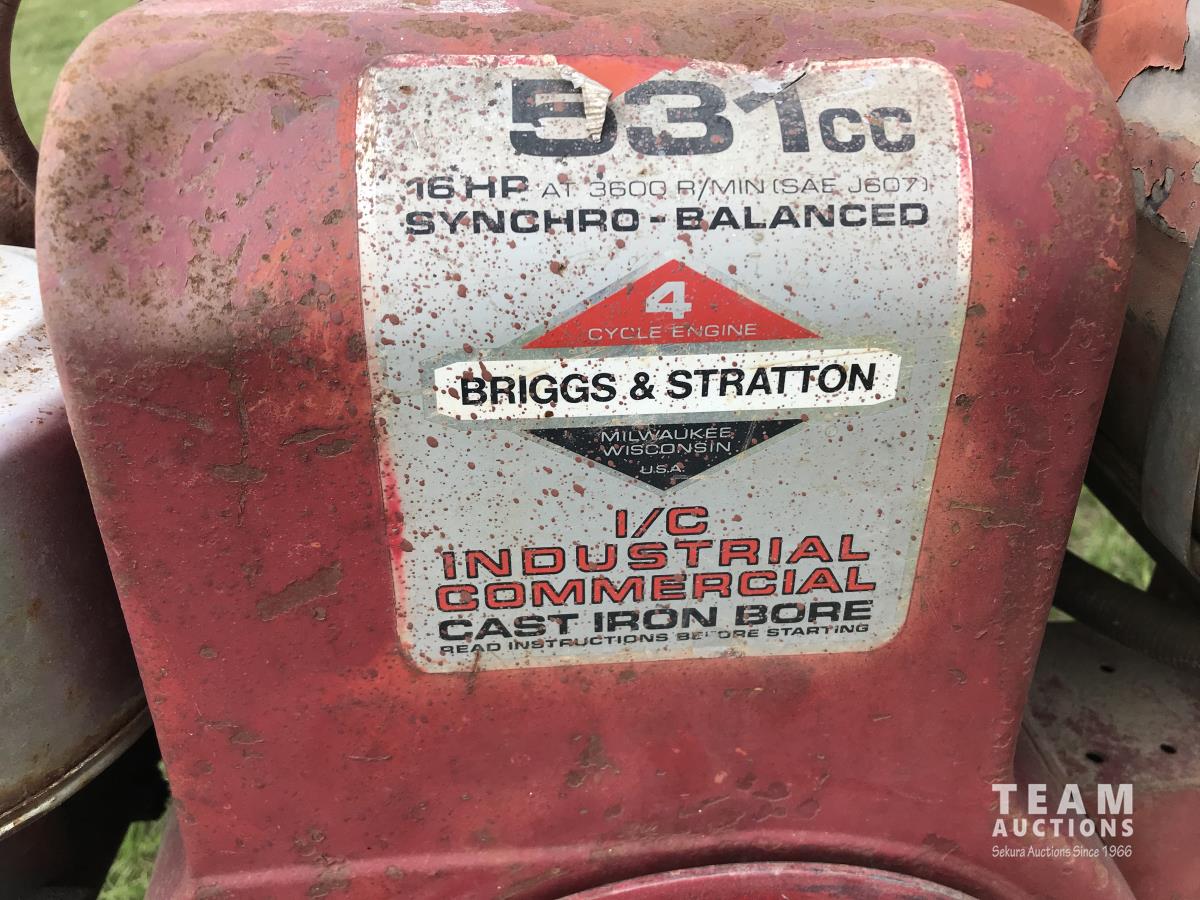 531cc
16 HP AT 3600 R/MIN (SAE J607)
SYNCHRO-BALANCED
4
CYCLE ENGINE
BRIGGS & STRATTON
MILWAUKEE
WISCONSIN
U.S.A.
I/C
INDUSTRIAL
COMMERCIAL
CAST IRON BORE
READ INSTRUCTIONS BEFORE STARTING
TEAM
AUCTIONS
Sekura Auctions Since 1966